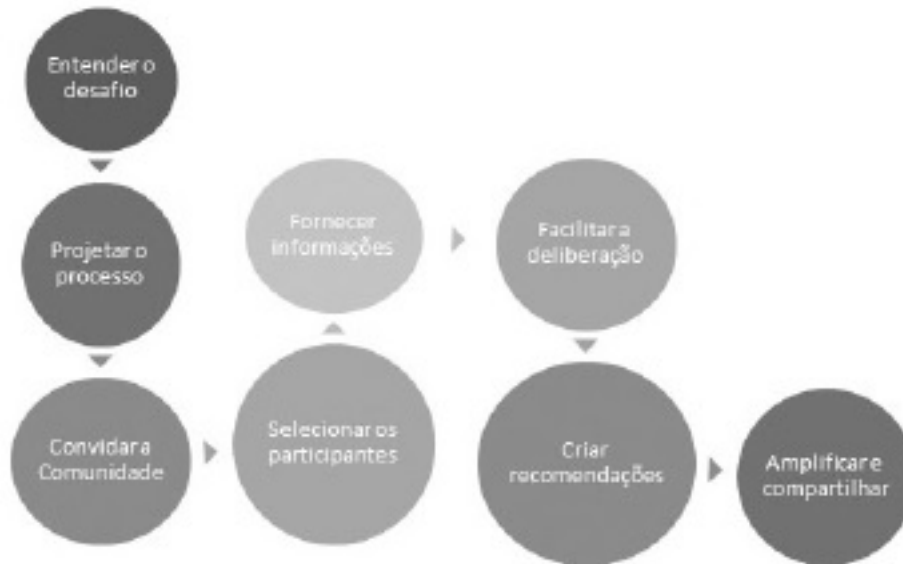 Entender o
desafio
Projetar o
processo
Convidar a
Comunidade
Selecionar os
participantes
Fornecer
informações
Facilitar a
deliberação
Criar
recomendações
Amplificar e
compartilhar